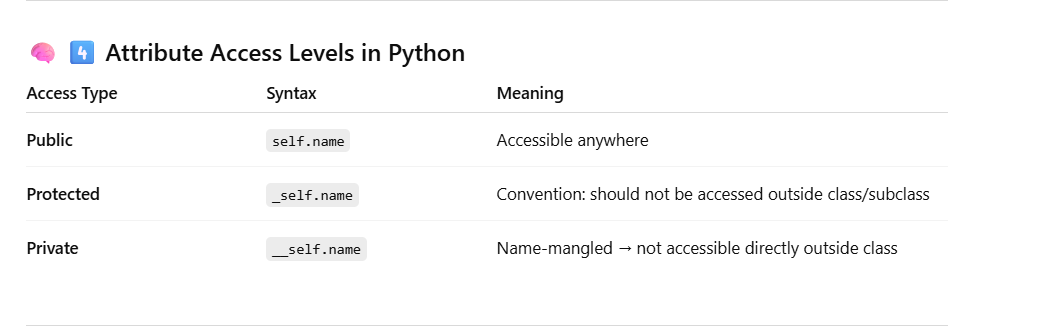 🧠 4️⃣ Attribute Access Levels in Python
Access Type Syntax Meaning
Public self.name Accessible anywhere
Protected _self.name Convention: should not be accessed outside class/subclass
Private __self.name Name-mangled → not accessible directly outside class